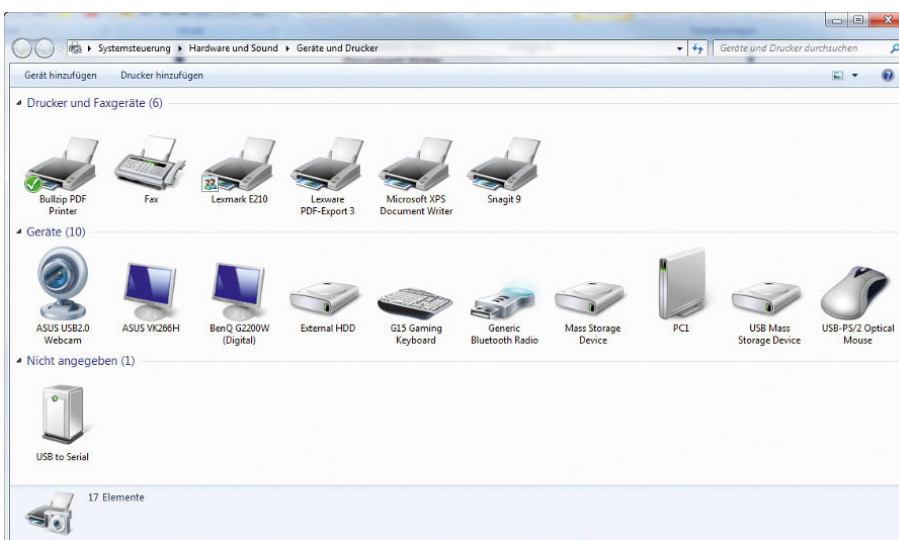 Systemsteuerung ▸ Hardware und Sound ▸ Geräte und Drucker
Geräte und Drucker durchsuchen
Gerät hinzufügen Drucker hinzufügen
Drucker und Faxgeräte (6)
Bullzip PDF
Printer
Fax
Lexmark E210
Lexware
PDF-Export 3
Microsoft XPS
Document Writer
Snagit 9
Geräte (10)
ASUS USB2.0
Webcam
ASUS VK266H
BenQ G2200W
(Digital)
External HDD
G15 Gaming
Keyboard
Generic
Bluetooth Radio
Mass Storage
Device
PC1
USB Mass
Storage Device
USB-PS/2 Optical
Mouse
Nicht angegeben (1)
USB to Serial
17 Elemente